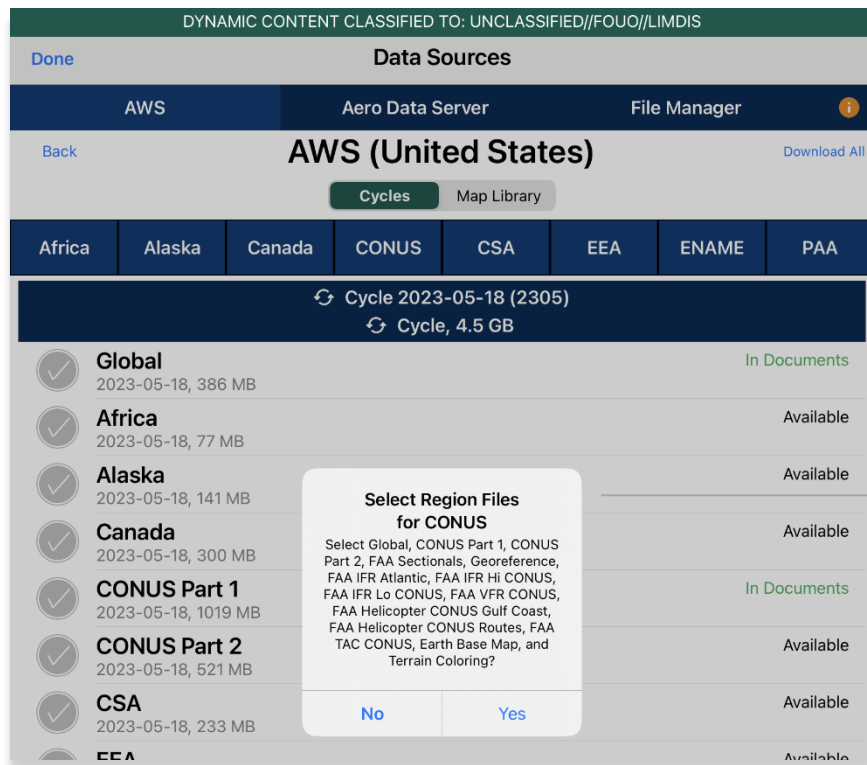 DYNAMIC CONTENT CLASSIFIED TO: UNCLASSIFIED//FOUO//LIMDIS
Done
Data Sources
AWS
Aero Data Server
File Manager
i
Back
AWS (United States)
Download All
Cycles
Map Library
Africa
Alaska
Canada
CONUS
CSA
EEA
ENAME
PAA
Cycle 2023-05-18 (2305)
Cycle, 4.5 GB
Global
In Documents
2023-05-18, 386 MB
Africa
Available
2023-05-18, 77 MB
Alaska
Available
2023-05-18, 141 MB
Canada
Available
2023-05-18, 300 MB
CONUS Part 1
In Documents
2023-05-18, 1019 MB
CONUS Part 2
Available
2023-05-18, 521 MB
CSA
Available
2023-05-18, 233 MB
EEA
Available
Select Region Files
for CONUS
Select Global, CONUS Part 1, CONUS
Part 2, FAA Sectionals, Georeference,
FAA IFR Atlantic, FAA IFR Hi CONUS,
FAA IFR Lo CONUS, FAA VFR CONUS,
FAA Helicopter CONUS Gulf Coast,
FAA Helicopter CONUS Routes, FAA
TAC CONUS, Earth Base Map, and
Terrain Coloring?
No
Yes